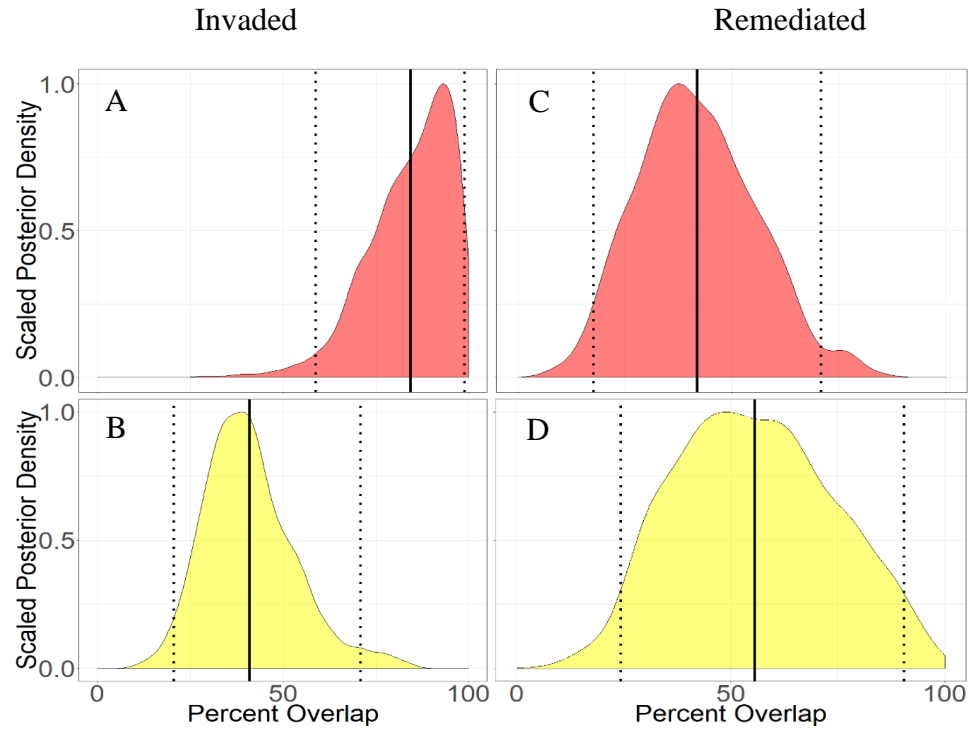 Invaded
Remediated
Scaled Posterior Density
1.0
0.5
0.0
A
C
Scaled Posterior Density
1.0
0.5
0.0
B
D
0
50
100
0
50
100
Percent Overlap
Percent Overlap